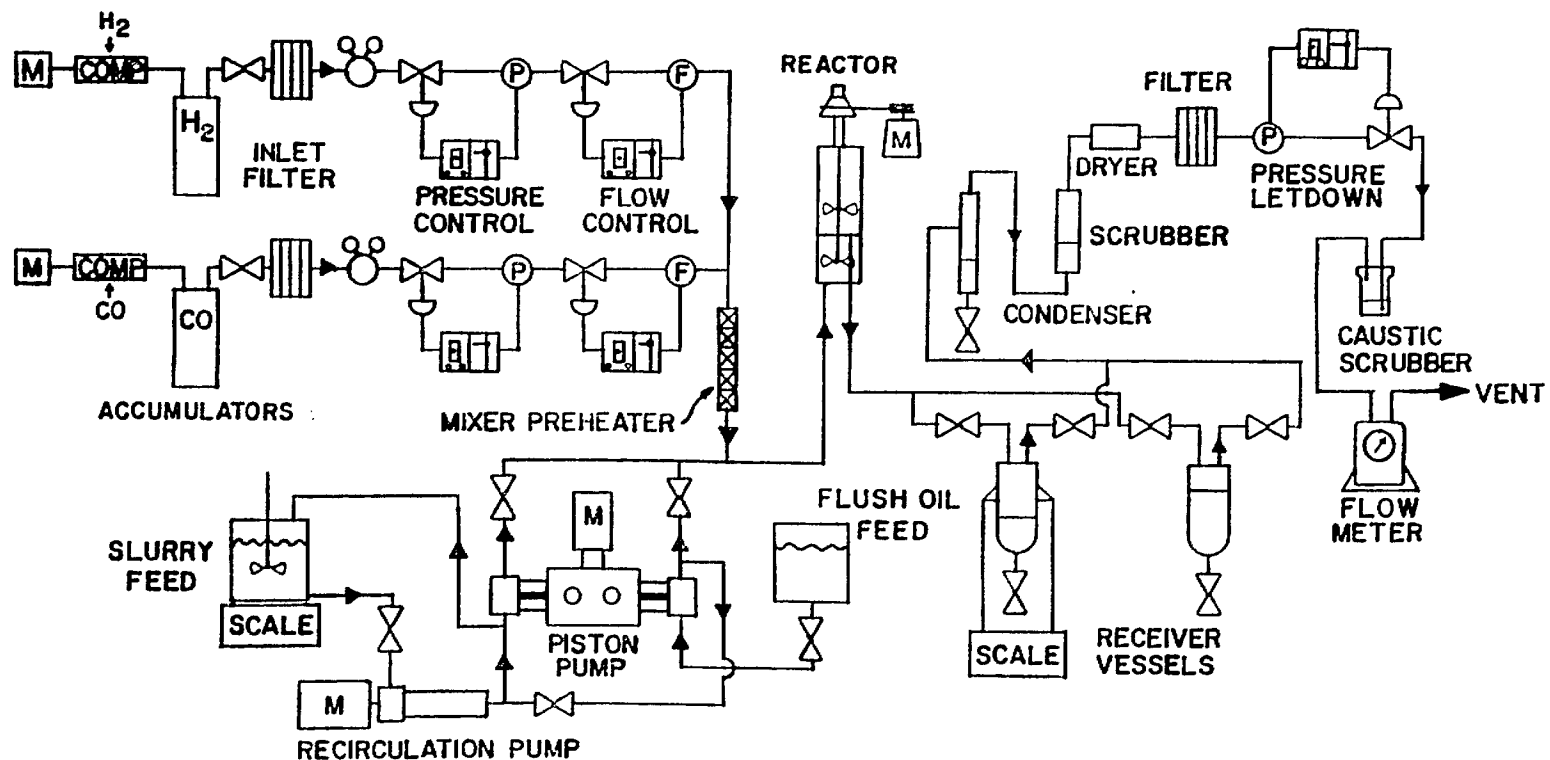 H2
M
COMP
H2
INLET
FILTER
P
F
PRESSURE
CONTROL
FLOW
CONTROL
M
COMP
CO
CO
P
F
ACCUMULATORS
MIXER PREHEATER
REACTOR
M
FILTER
DRYER
P
PRESSURE
LETDOWN
SCRUBBER
CONDENSER
CAUSTIC
SCRUBBER
VENT
FLOW
METER
SLURRY
FEED
SCALE
M
PISTON
PUMP
FLUSH OIL
FEED
M
RECIRCULATION PUMP
SCALE
RECEIVER
VESSELS